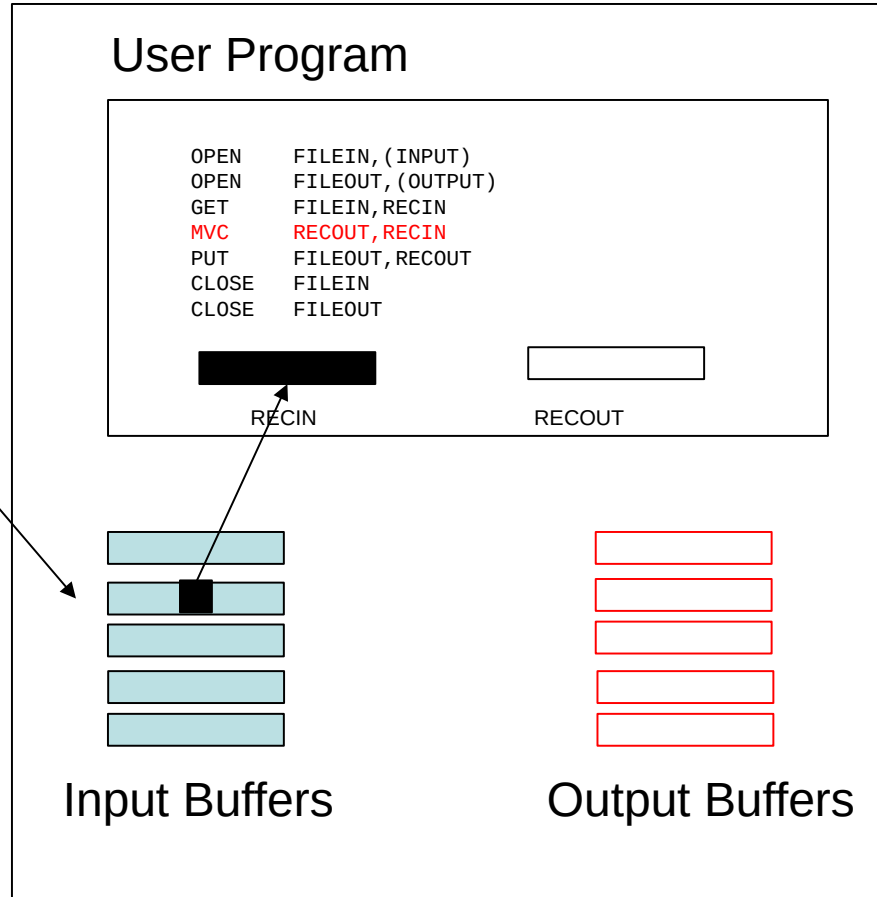 User Program
OPEN FILEIN,(INPUT)
OPEN FILEOUT,(OUTPUT)
GET FILEIN,RECIN
MVC RECOUT,RECIN
PUT FILEOUT,RECOUT
CLOSE FILEIN
CLOSE FILEOUT
RECIN RECOUT
Input Buffers Output Buffers